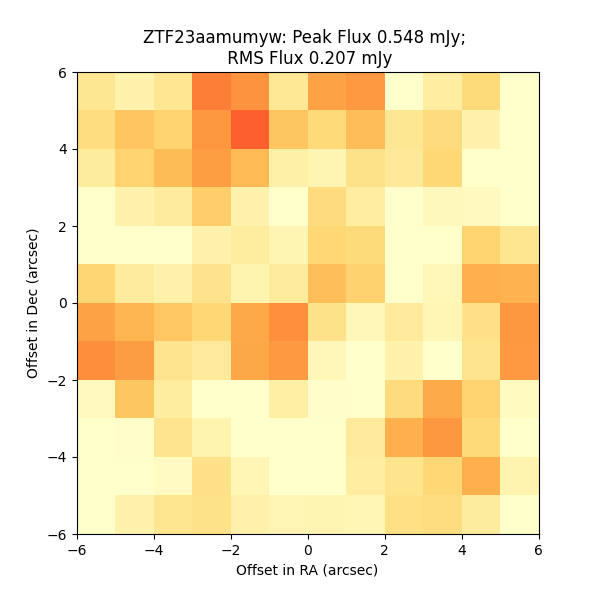 ZTF23aamumyw: Peak Flux 0.548 mJy;
RMS Flux 0.207 mJy
6
4
2
0
−2
−4
−6
Offset in Dec (arcsec)
−6 −4 −2 0 2 4 6
Offset in RA (arcsec)